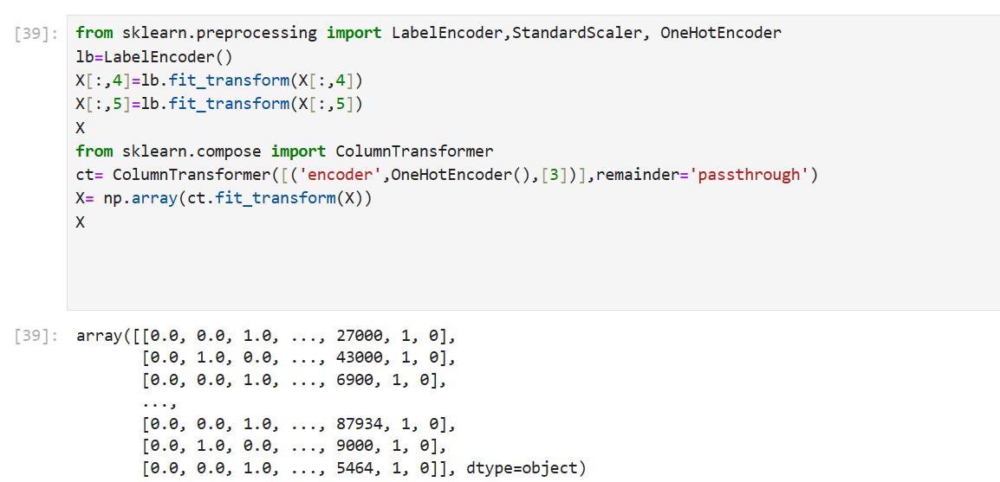 [39]: from sklearn.preprocessing import LabelEncoder,StandardScaler, OneHotEncoder
lb=LabelEncoder()
X[:,4]=lb.fit_transform(X[:,4])
X[:,5]=lb.fit_transform(X[:,5])
X
from sklearn.compose import ColumnTransformer
ct= ColumnTransformer([('encoder',OneHotEncoder(),[3])],remainder='passthrough')
X= np.array(ct.fit_transform(X))
X
[39]: array([[0.0, 0.0, 1.0, ..., 27000, 1, 0],
[0.0, 1.0, 0.0, ..., 43000, 1, 0],
[0.0, 0.0, 1.0, ..., 6900, 1, 0],
...,
[0.0, 0.0, 1.0, ..., 87934, 1, 0],
[0.0, 1.0, 0.0, ..., 9000, 1, 0],
[0.0, 0.0, 1.0, ..., 5464, 1, 0]], dtype=object)